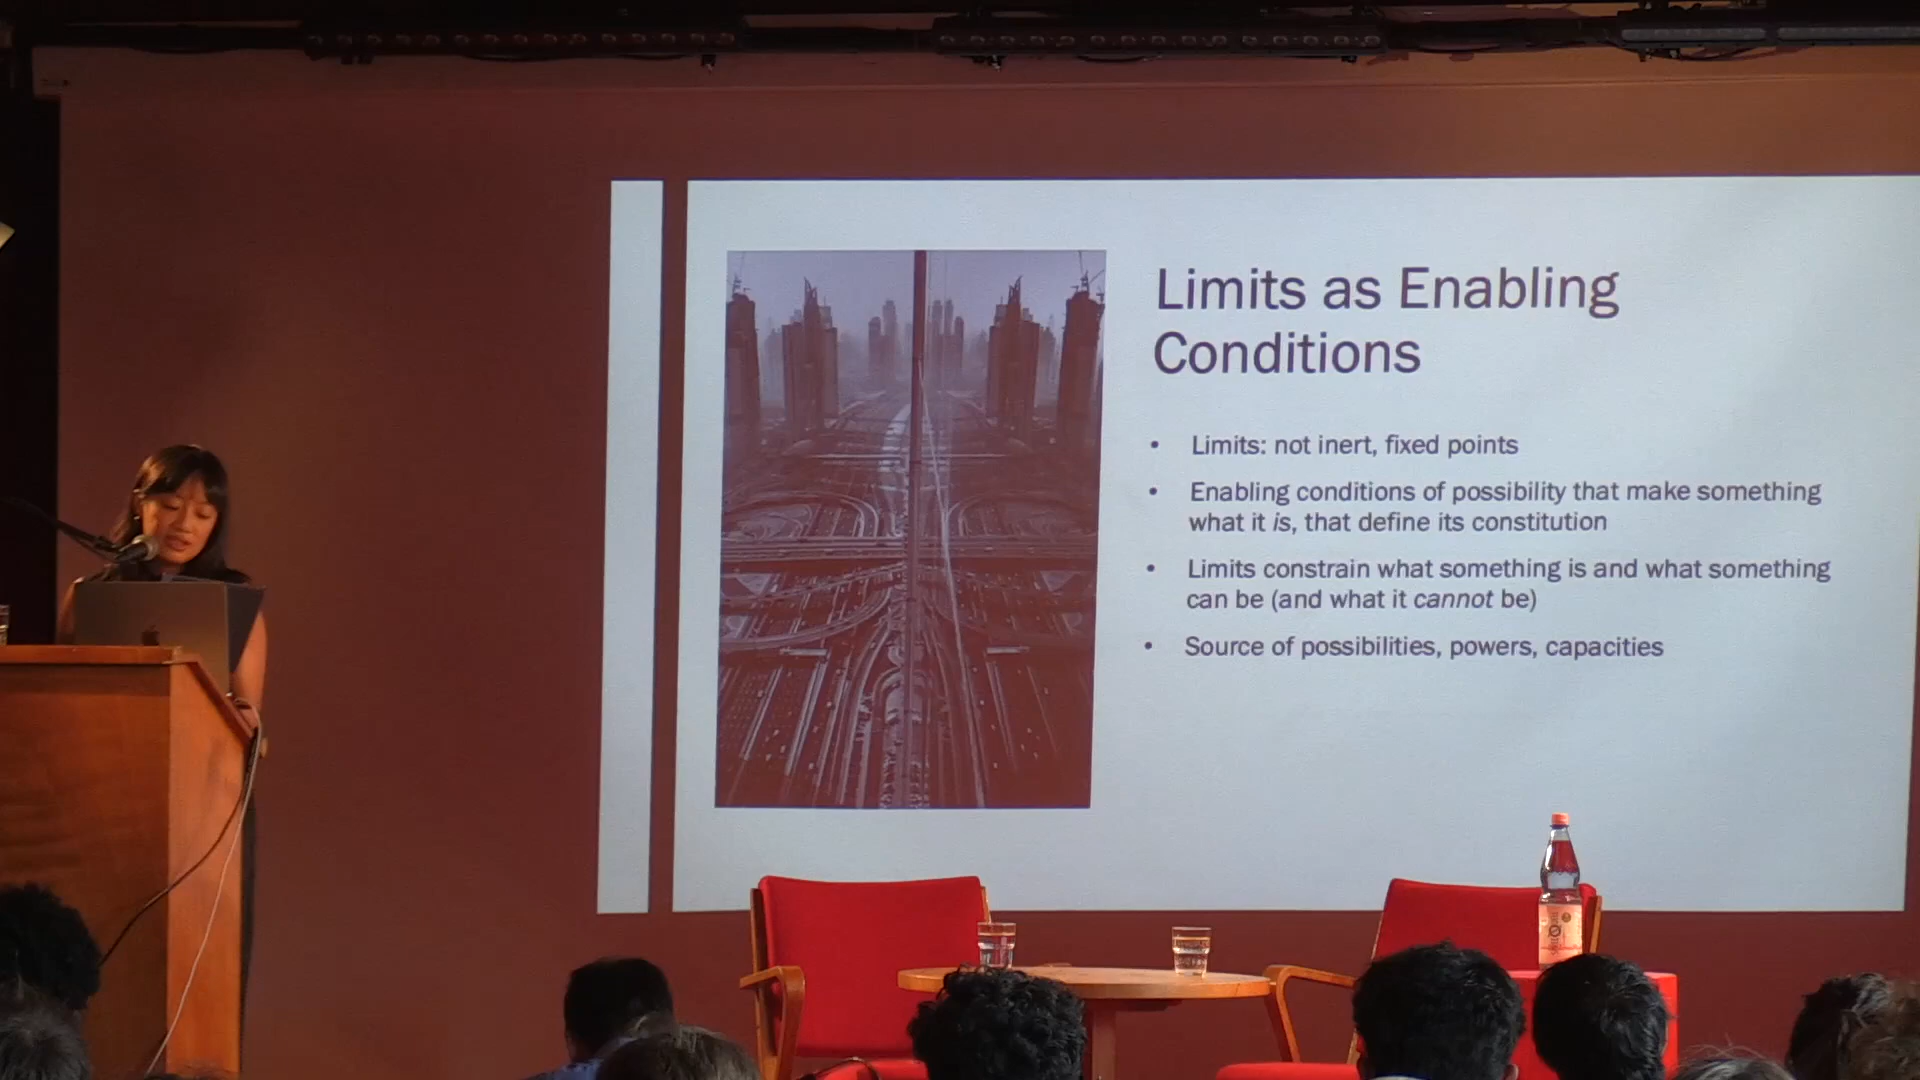 Limits as Enabling
Conditions
• Limits: not inert, fixed points
• Enabling conditions of possibility that make something
what it is, that define its constitution
• Limits constrain what something is and what something
can be (and what it cannot be)
• Source of possibilities, powers, capacities